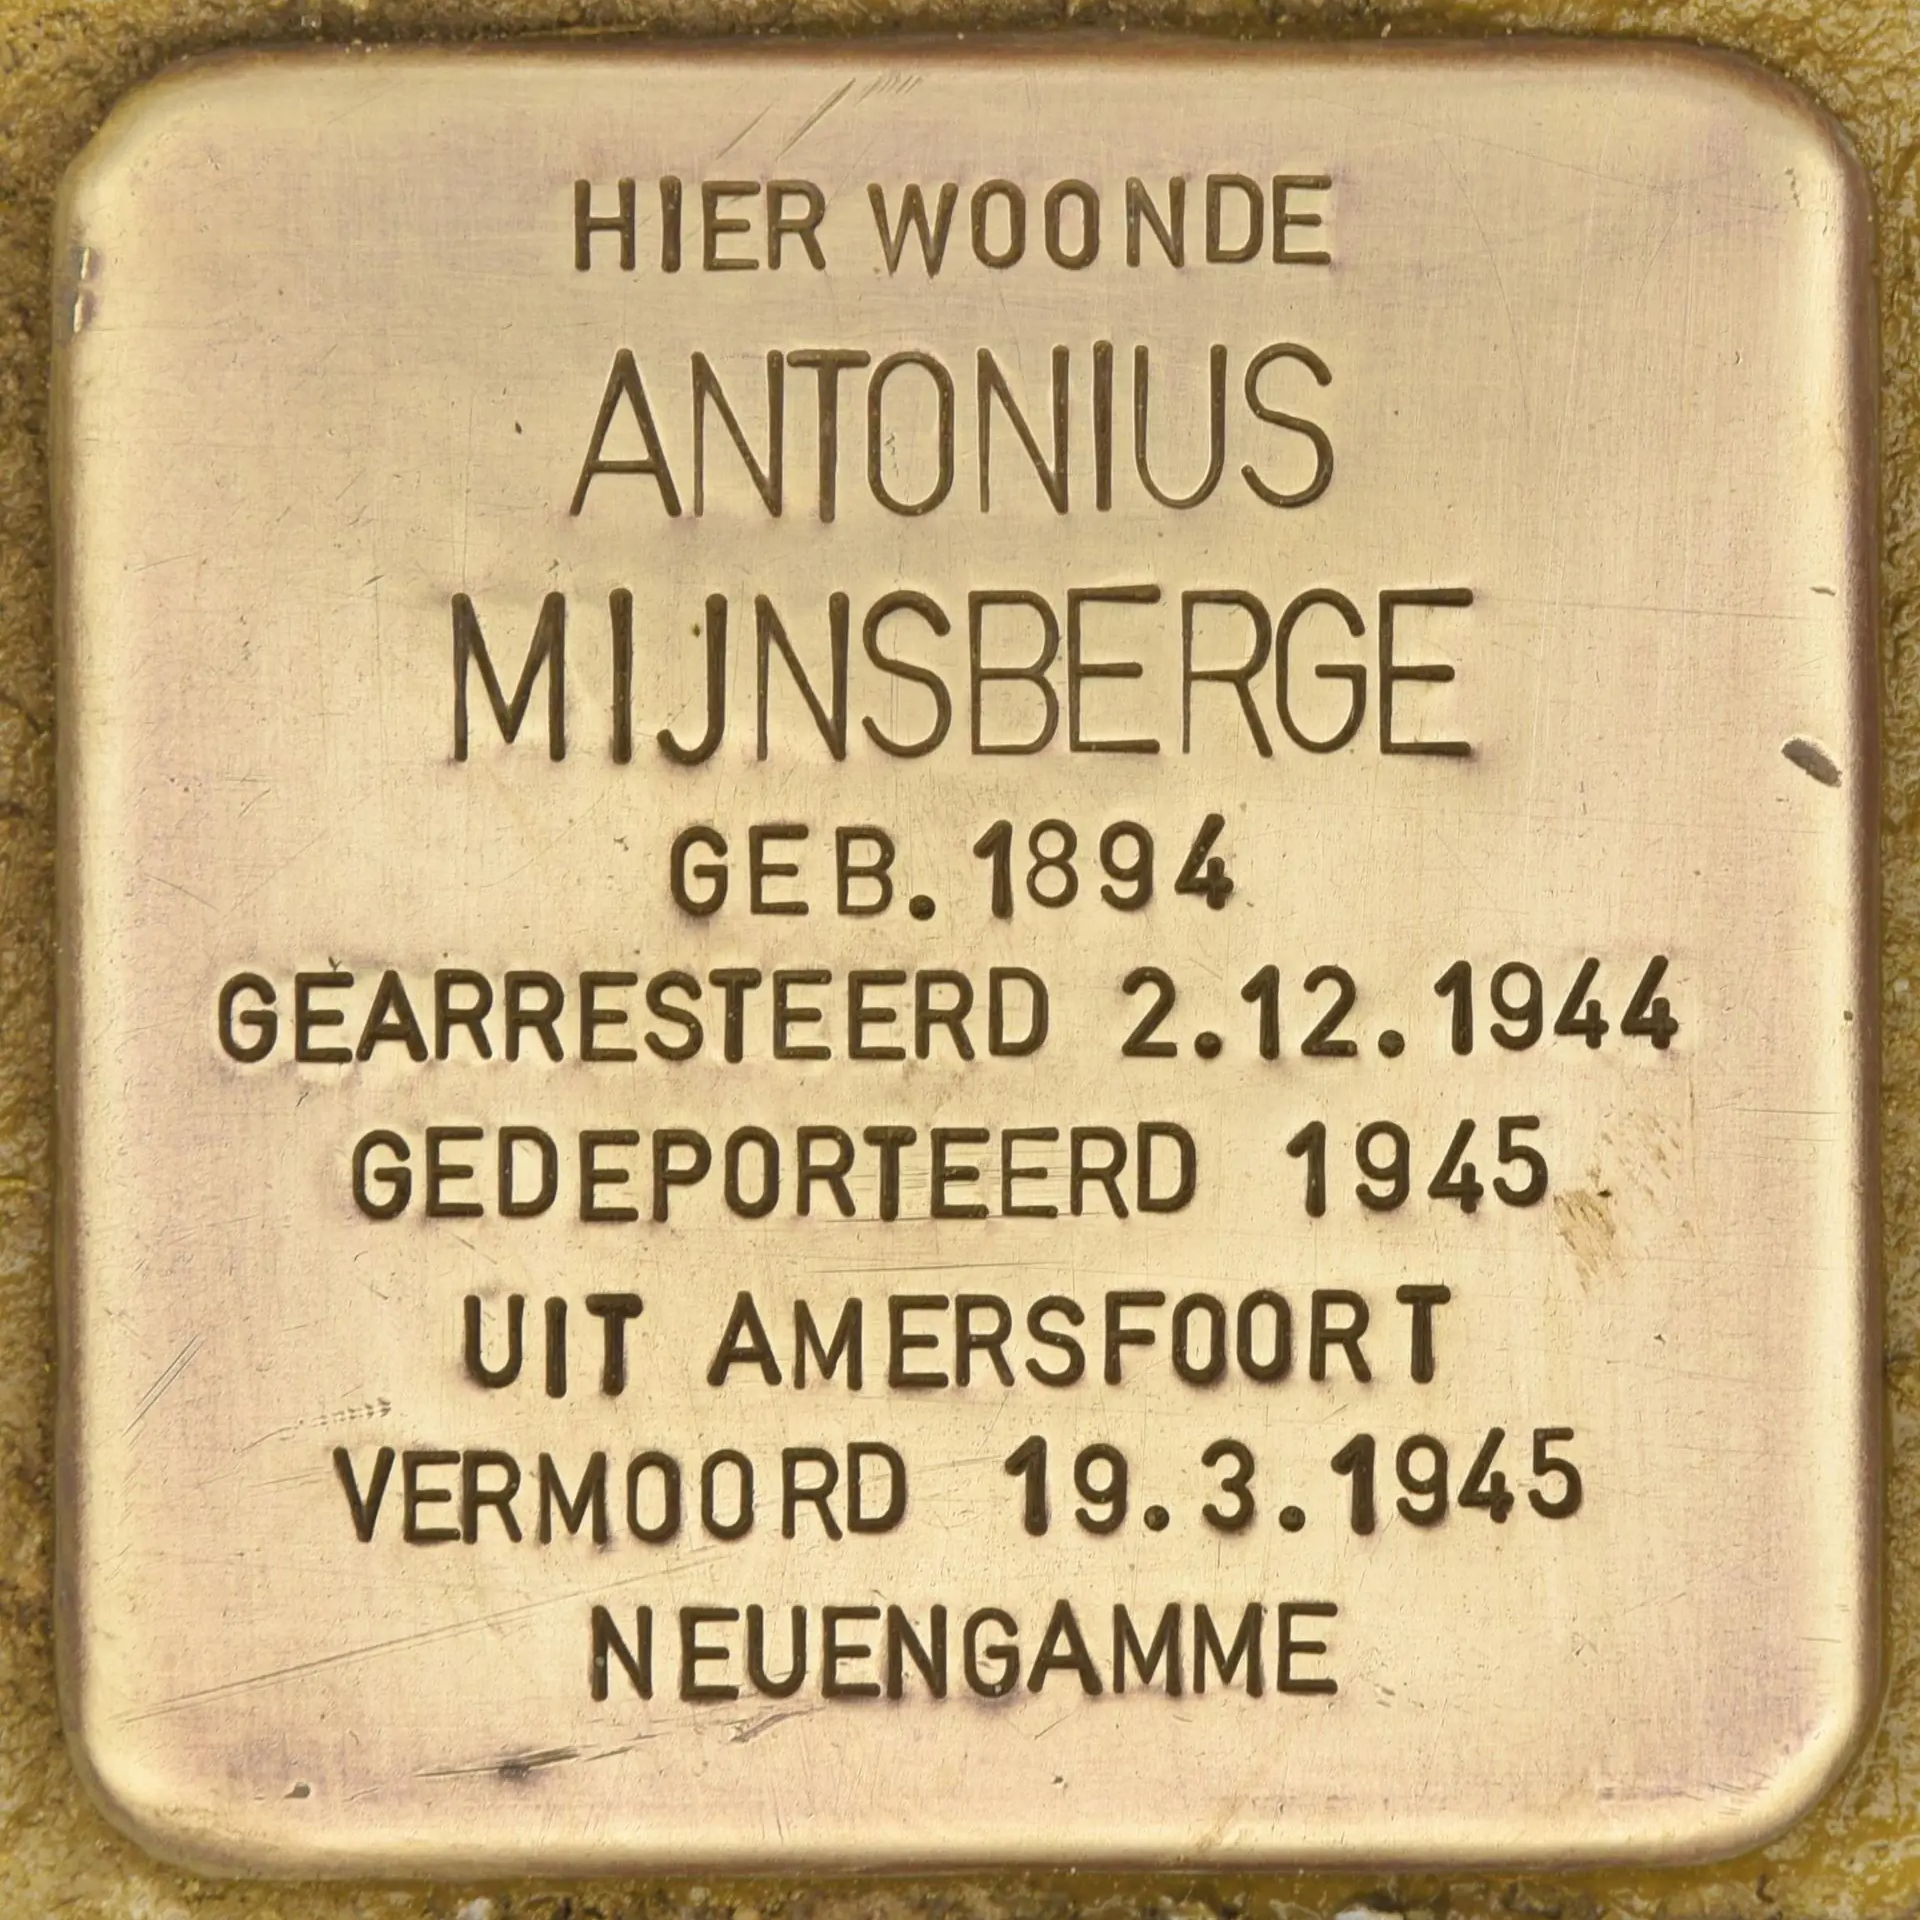 HIER WOONDE
ANTONIUS
MIJNSBERGE
GEB. 1894
GEARRESTEERD 2.12.1944
GEDEPORTEERD 1945
UIT AMERSFOORT
VERMOORD 19.3.1945
NEUENGAMME